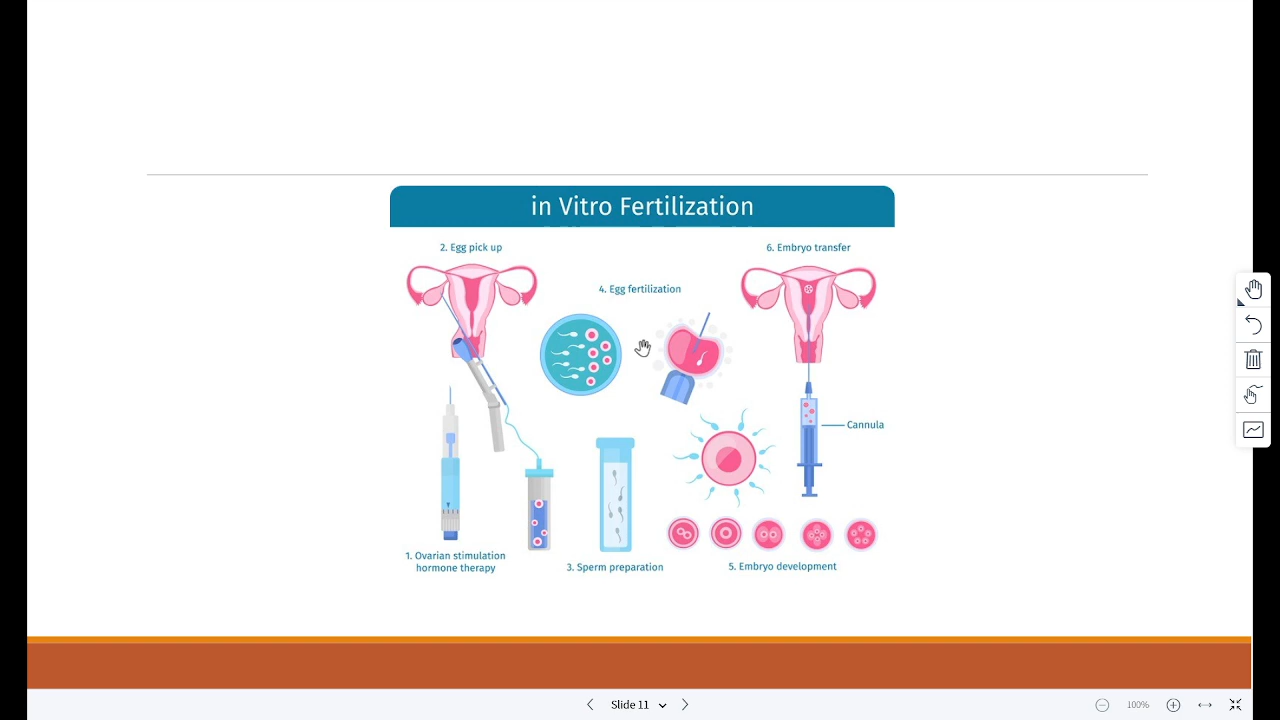 in Vitro Fertilization
2. Egg pick up
6. Embryo transfer
4. Egg fertilization
Cannula
1. Ovarian stimulation
hormone therapy
3. Sperm preparation
5. Embryo development
Slide 11
100%